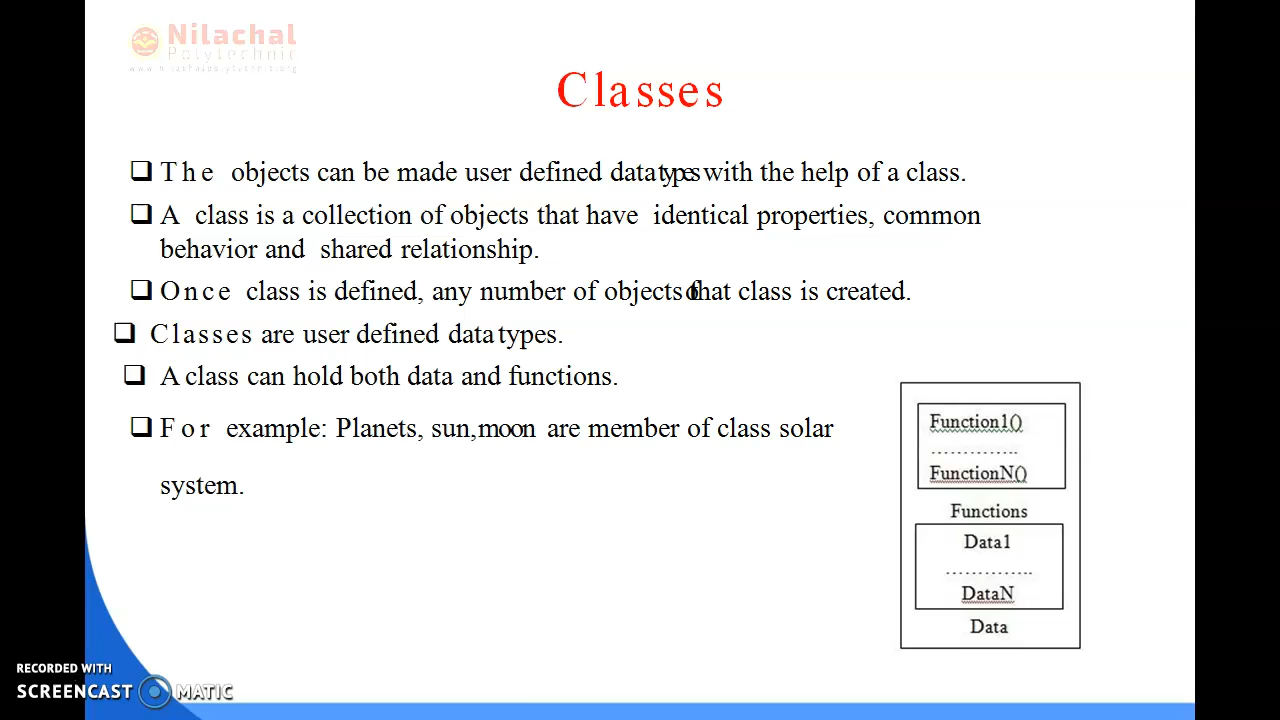 Nilachal
Polytechnic
Classes
The objects can be made user defined data types with the help of a class.
A class is a collection of objects that have identical properties, common
behavior and shared relationship.
Once class is defined, any number of objects of that class is created.
Classes are user defined data types.
A class can hold both data and functions.
For example: Planets, sun,moon are member of class solar
system.
Function1()
..............
FunctionN()
Functions
Data1
..............
DataN
Data
RECORDED WITH
SCREENCAST MATIC